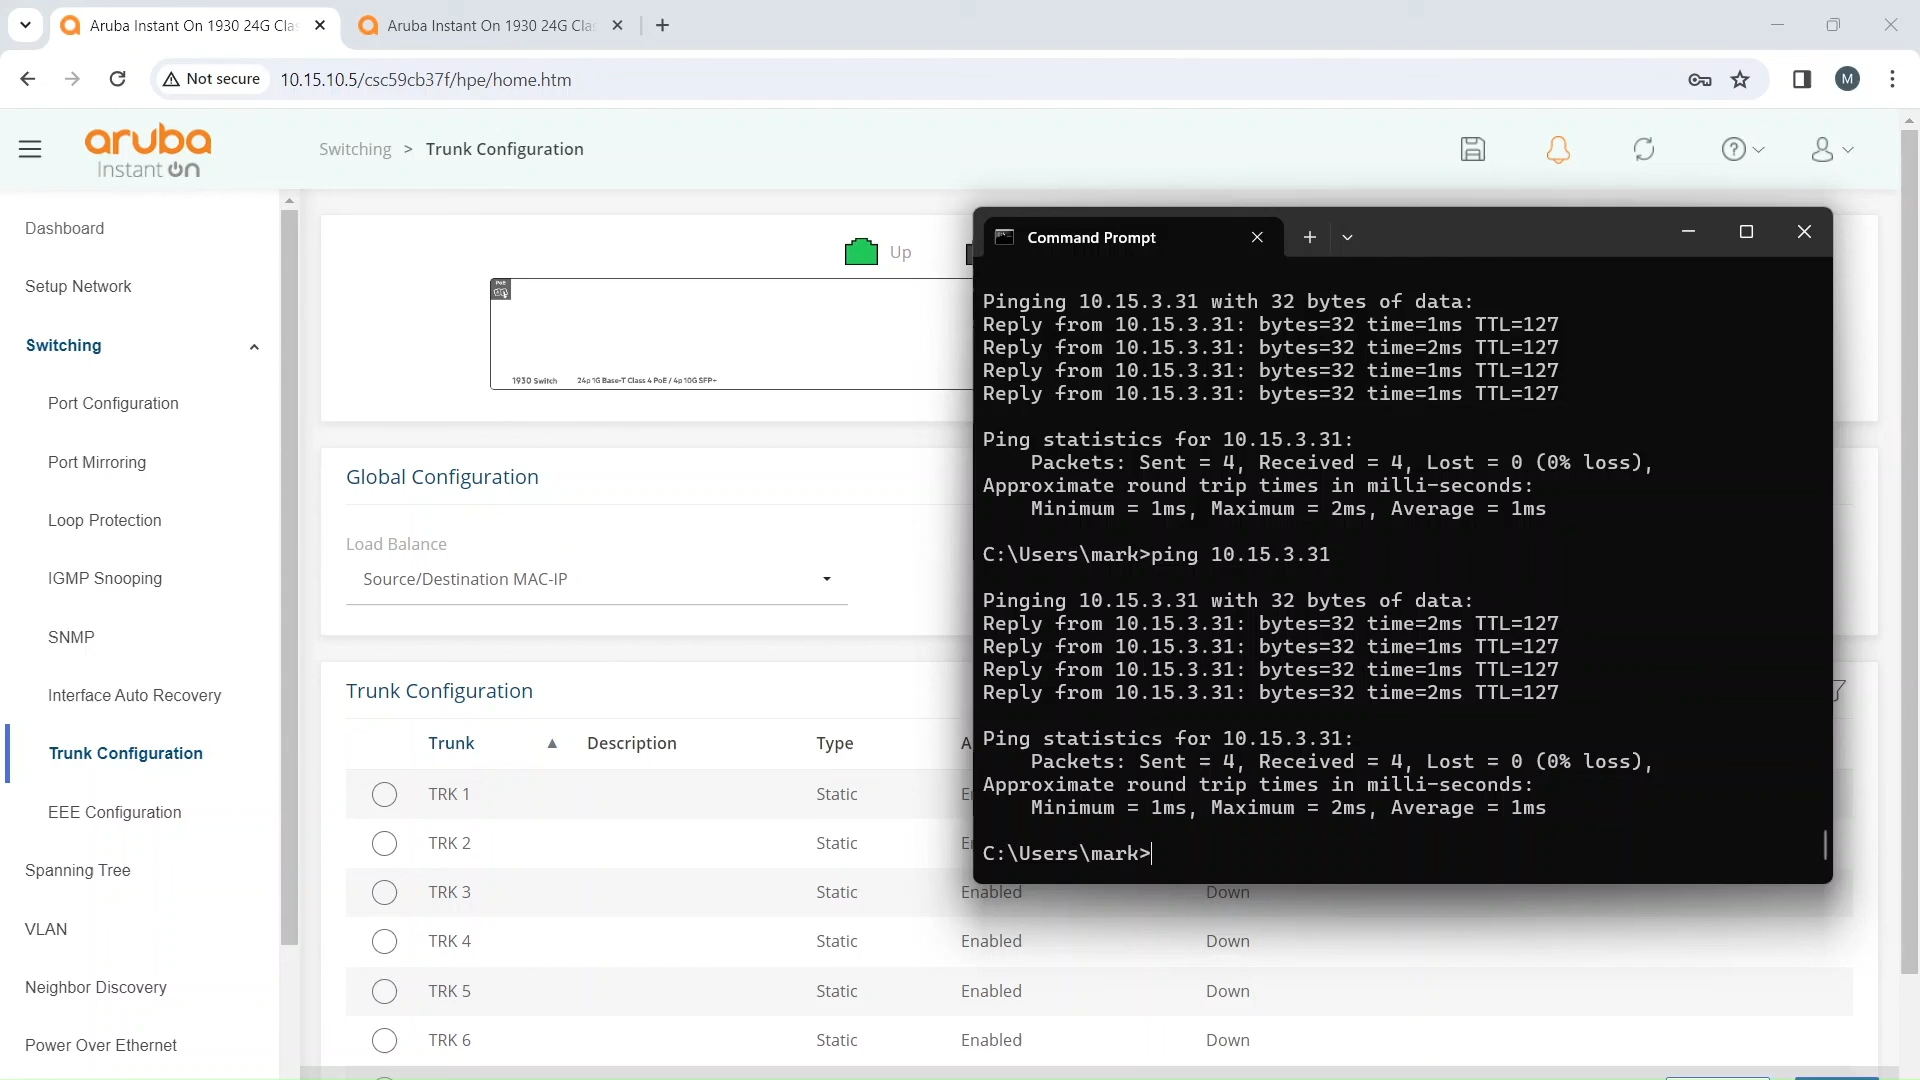 Aruba Instant On 1930 24G Cla
Aruba Instant On 1930 24G Cla
Not secure
10.15.10.5/csc59cb37f/hpe/home.htm
M
aruba
Instant On
Switching > Trunk Configuration
Dashboard
Setup Network
Switching
Port Configuration
Port Mirroring
Loop Protection
IGMP Snooping
SNMP
Interface Auto Recovery
Trunk Configuration
EEE Configuration
Spanning Tree
VLAN
Neighbor Discovery
Power Over Ethernet
Up
PoE
1930 Switch 24p 1G Base-T Class 4 PoE / 4p 10G SFP+
Global Configuration
Load Balance
Source/Destination MAC-IP
Trunk Configuration
Trunk Description Type A
TRK 1 Static E
TRK 2 Static E
TRK 3 Static Enabled Down
TRK 4 Static Enabled Down
TRK 5 Static Enabled Down
TRK 6 Static Enabled Down
Command Prompt
Pinging 10.15.3.31 with 32 bytes of data:
Reply from 10.15.3.31: bytes=32 time=1ms TTL=127
Reply from 10.15.3.31: bytes=32 time=2ms TTL=127
Reply from 10.15.3.31: bytes=32 time=1ms TTL=127
Reply from 10.15.3.31: bytes=32 time=1ms TTL=127
Ping statistics for 10.15.3.31:
Packets: Sent = 4, Received = 4, Lost = 0 (0% loss),
Approximate round trip times in milli-seconds:
Minimum = 1ms, Maximum = 2ms, Average = 1ms
C:\Users\mark>ping 10.15.3.31
Pinging 10.15.3.31 with 32 bytes of data:
Reply from 10.15.3.31: bytes=32 time=2ms TTL=127
Reply from 10.15.3.31: bytes=32 time=1ms TTL=127
Reply from 10.15.3.31: bytes=32 time=1ms TTL=127
Reply from 10.15.3.31: bytes=32 time=2ms TTL=127
Ping statistics for 10.15.3.31:
Packets: Sent = 4, Received = 4, Lost = 0 (0% loss),
Approximate round trip times in milli-seconds:
Minimum = 1ms, Maximum = 2ms, Average = 1ms
C:\Users\mark>